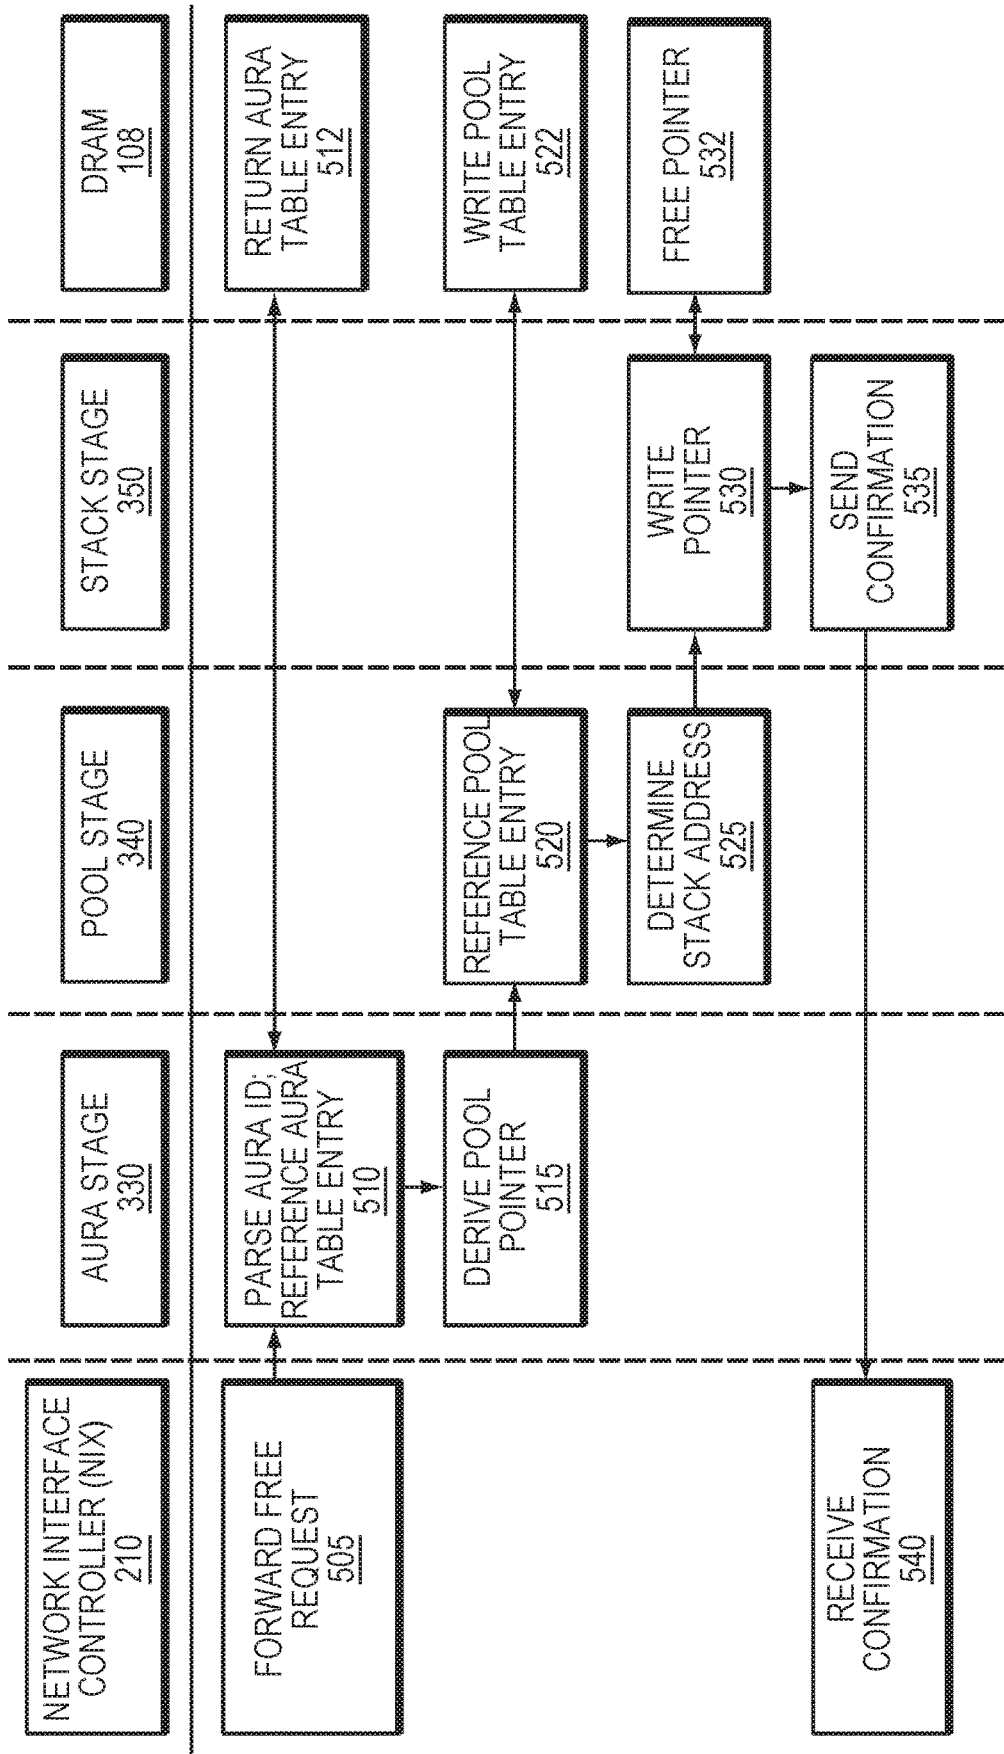 NETWORK INTERFACE
CONTROLLER (NIX)
210
AURA STAGE
330
POOL STAGE
340
STACK STAGE
350
DRAM
108
FORWARD FREE
REQUEST
505
PARSE AURA ID;
REFERENCE AURA
TABLE ENTRY
510
RETURN AURA
TABLE ENTRY
512
DERIVE POOL
POINTER
515
REFERENCE POOL
TABLE ENTRY
520
WRITE POOL
TABLE ENTRY
522
DETERMINE
STACK ADDRESS
525
WRITE
POINTER
530
FREE POINTER
532
SEND
CONFIRMATION
535
RECEIVE
CONFIRMATION
540